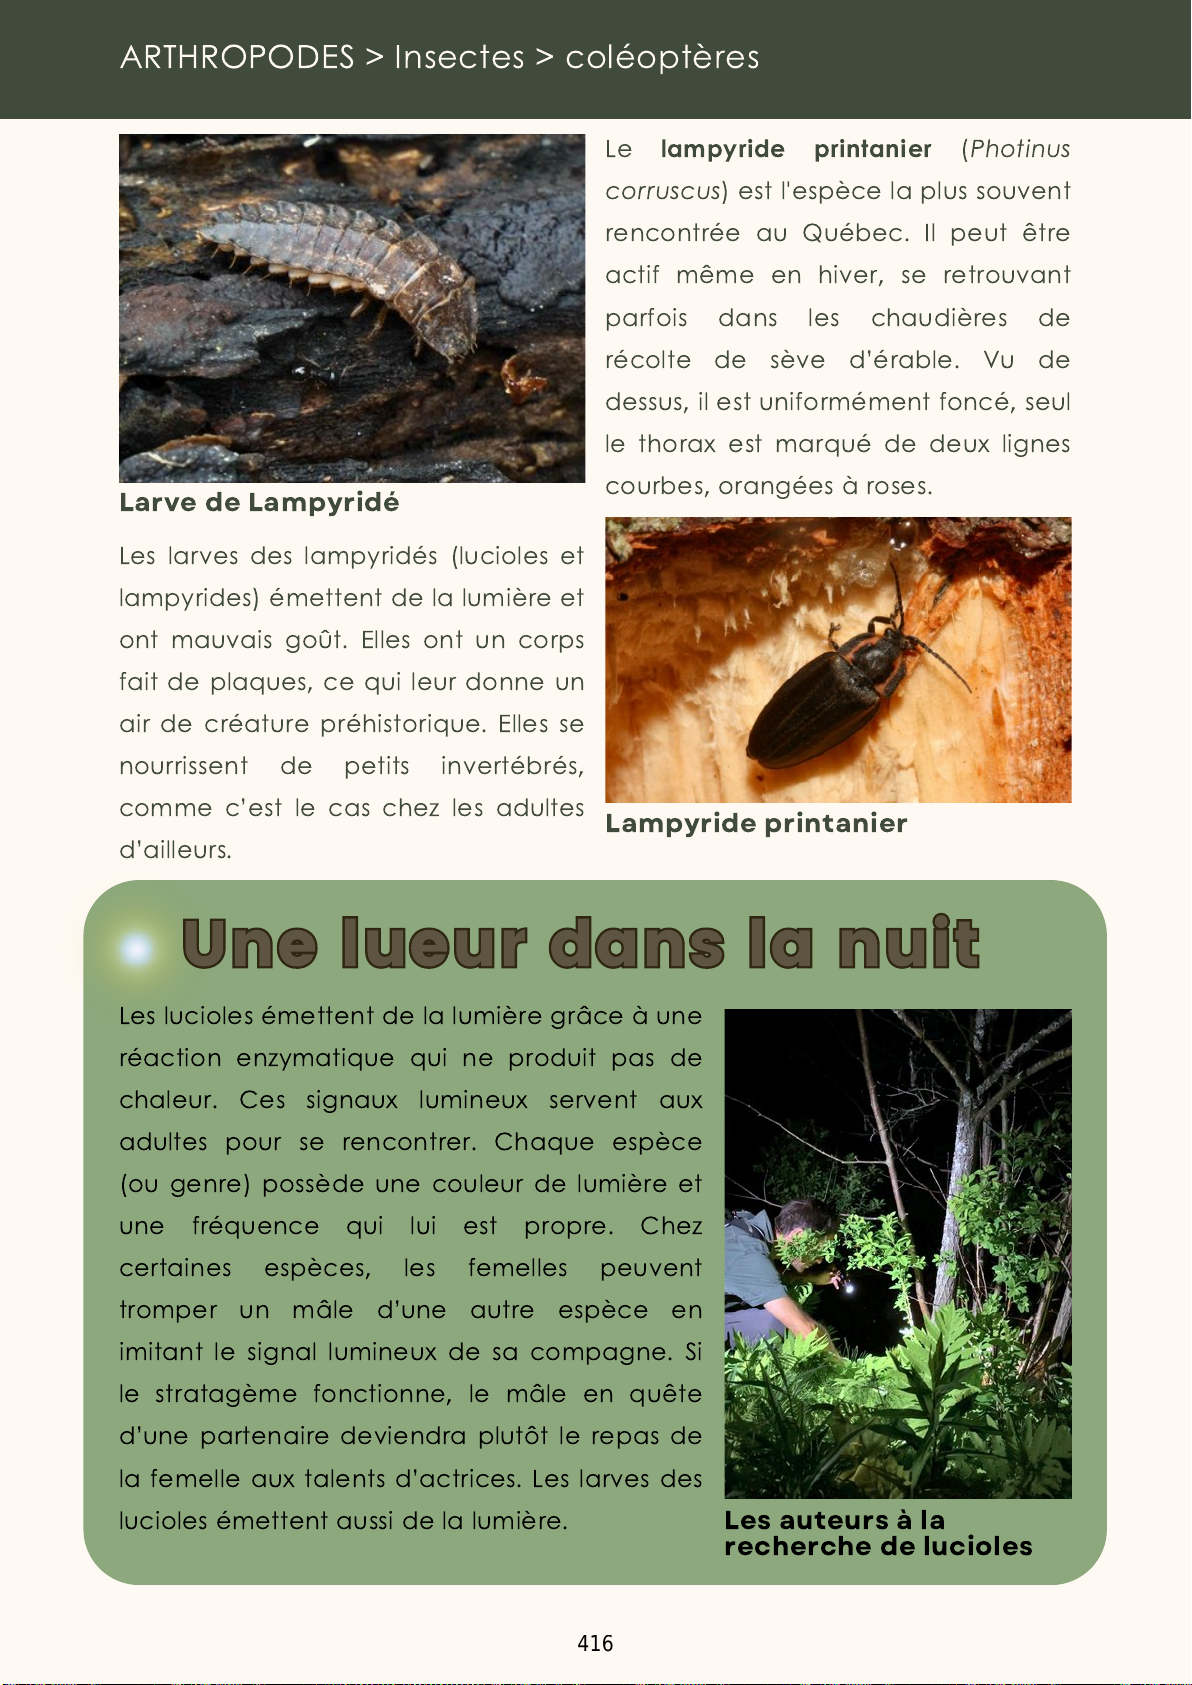 ARTHROPODES > Insectes > coléoptères
Larve de Lampyridé
Les larves des lampyridés (lucioles et
lampyrides) émettent de la lumière et
ont mauvais goût. Elles ont un corps
fait de plaques, ce qui leur donne un
air de créature préhistorique. Elles se
nourrissent de petits invertébrés,
comme c'est le cas chez les adultes
d'ailleurs.
Le lampyride printanier (Photinus
corruscus) est l'espèce la plus souvent
rencontrée au Québec. Il peut être
actif même en hiver, se retrouvant
parfois dans les chaudières de
récolte de sève d'érable. Vu de
dessus, il est uniformément foncé, seul
le thorax est marqué de deux lignes
courbes, orangées à roses.
Lampyride printanier
Une lueur dans la nuit
Les lucioles émettent de la lumière grâce à une
réaction enzymatique qui ne produit pas de
chaleur. Ces signaux lumineux servent aux
adultes pour se rencontrer. Chaque espèce
(ou genre) possède une couleur de lumière et
une fréquence qui lui est propre. Chez
certaines espèces, les femelles peuvent
tromper un mâle d'une autre espèce en
imitant le signal lumineux de sa compagne. Si
le stratagème fonctionne, le mâle en quête
d'une partenaire deviendra plutôt le repas de
la femelle aux talents d'actrices. Les larves des
lucioles émettent aussi de la lumière.
Les auteurs à la
recherche de lucioles
416